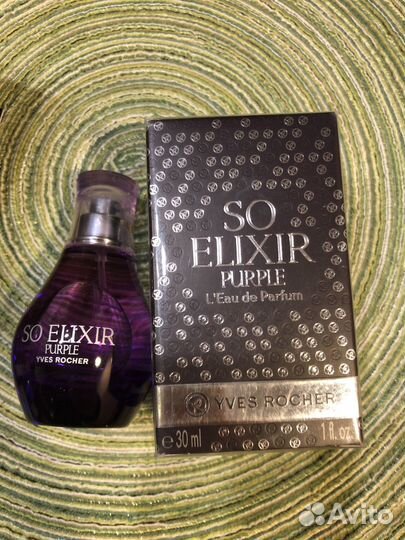 SO ELIXIR
PURPLE
YVES ROCHER
SO
ELIXIR
PURPLE
L'Eau de Parfum
YVES ROCHER
e 30 ml 1 fl. oz.
Avito